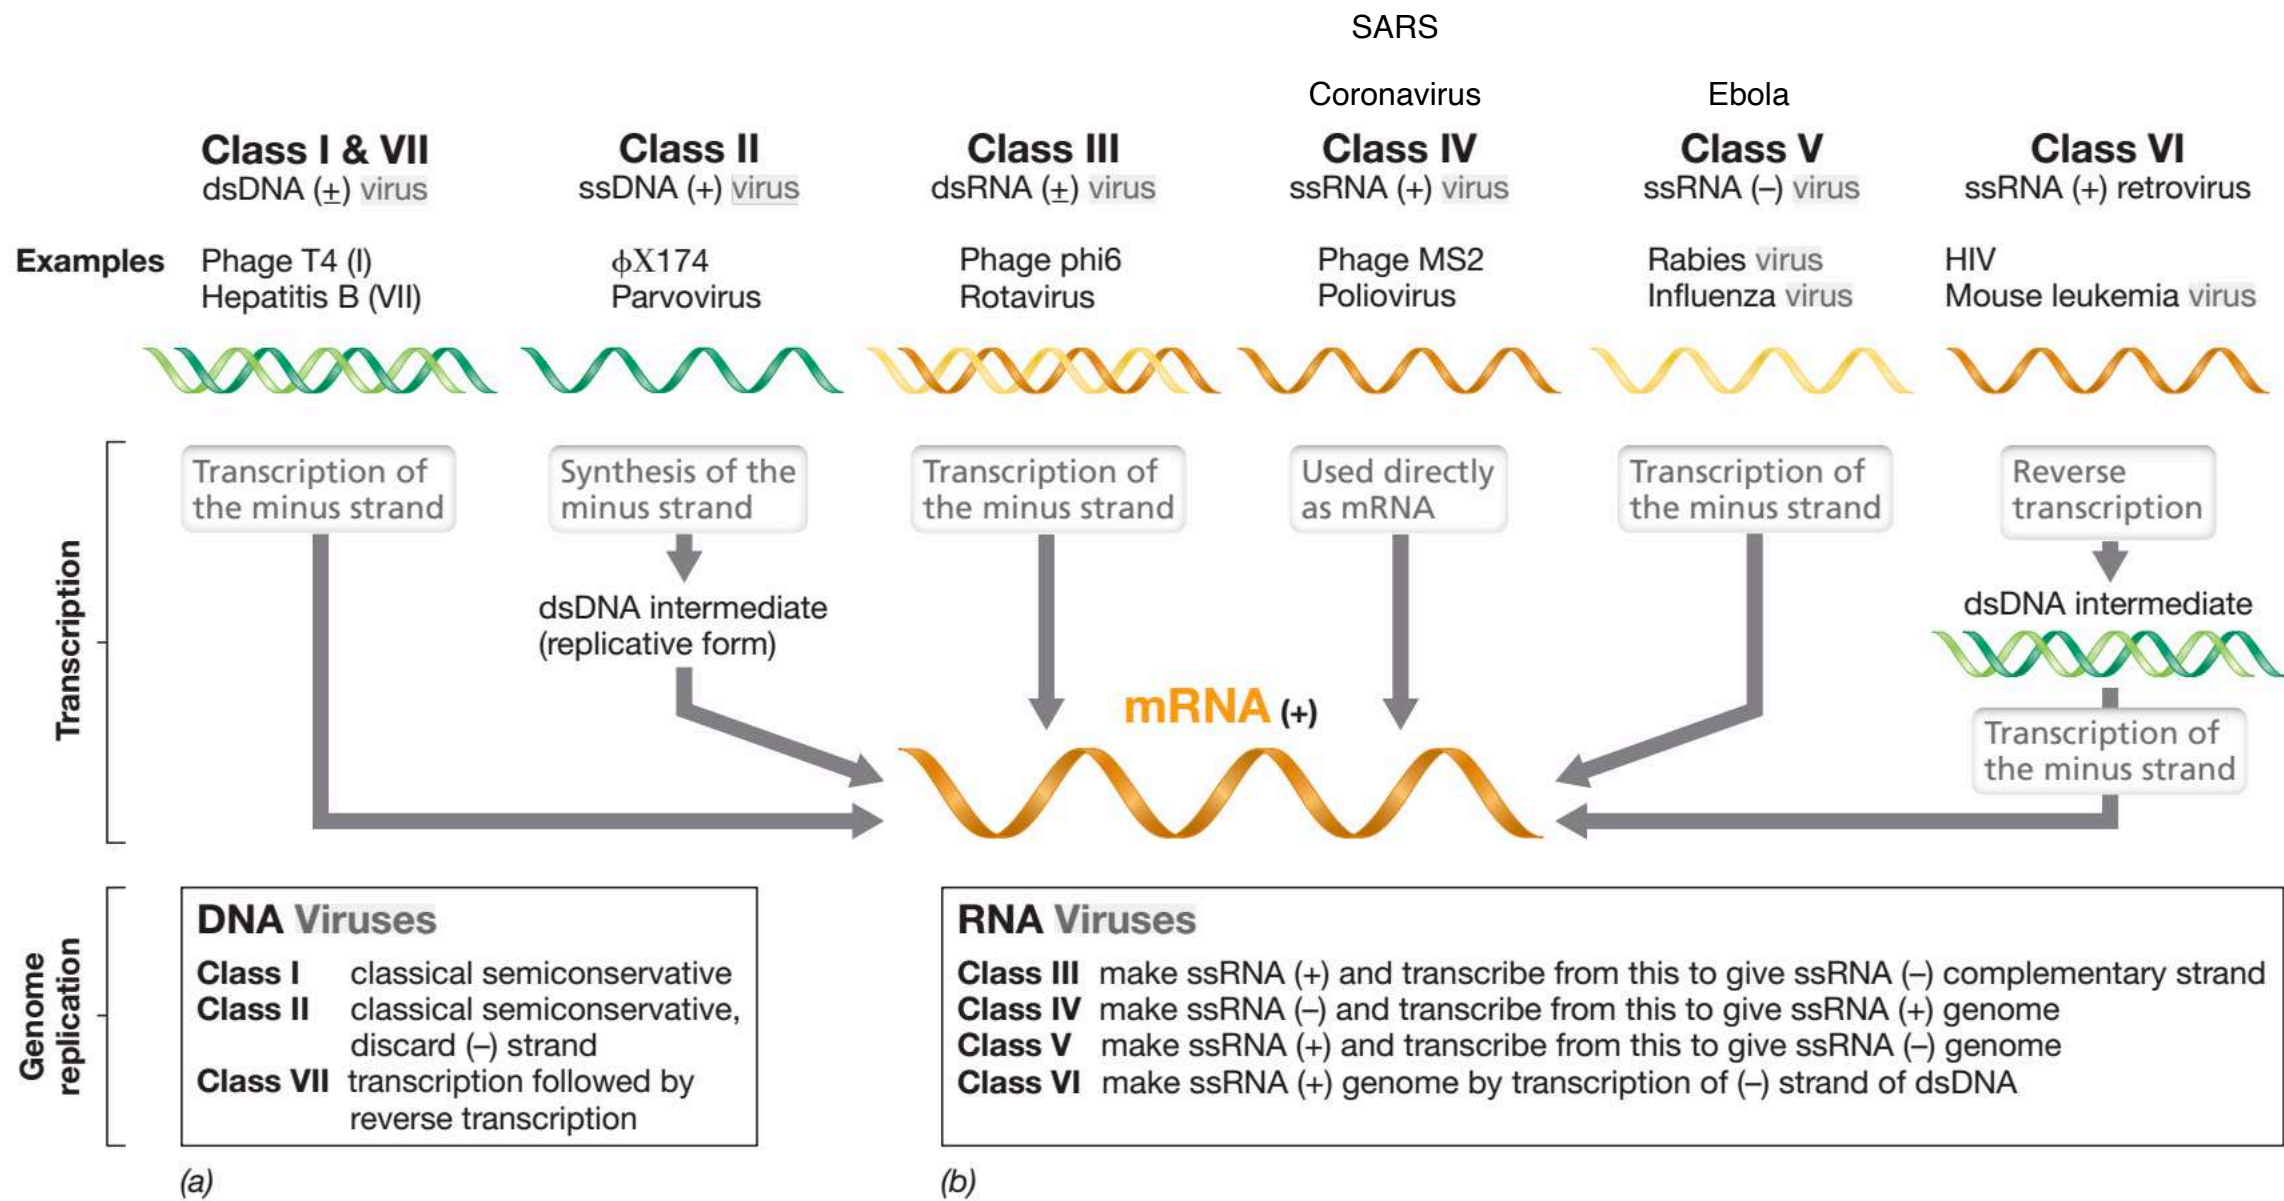 SARS
Coronavirus
Ebola
Class I & VII
dsDNA (±) virus
Class II
ssDNA (+) virus
Class III
dsRNA (±) virus
Class IV
ssRNA (+) virus
Class V
ssRNA (–) virus
Class VI
ssRNA (+) retrovirus
Examples
Phage T4 (I)
Hepatitis B (VII)
ϕX174
Parvovirus
Phage phi6
Rotavirus
Phage MS2
Poliovirus
Rabies virus
Influenza virus
HIV
Mouse leukemia virus
Transcription
Transcription of
the minus strand
Synthesis of the
minus strand
dsDNA intermediate
(replicative form)
Transcription of
the minus strand
Used directly
as mRNA
Transcription of
the minus strand
Reverse
transcription
dsDNA intermediate
Transcription of
the minus strand
mRNA (+)
Genome
replication
DNA Viruses
Class I classical semiconservative
Class II classical semiconservative,
discard (–) strand
Class VII transcription followed by
reverse transcription
(a)
RNA Viruses
Class III make ssRNA (+) and transcribe from this to give ssRNA (–) complementary strand
Class IV make ssRNA (–) and transcribe from this to give ssRNA (+) genome
Class V make ssRNA (+) and transcribe from this to give ssRNA (–) genome
Class VI make ssRNA (+) genome by transcription of (–) strand of dsDNA
(b)